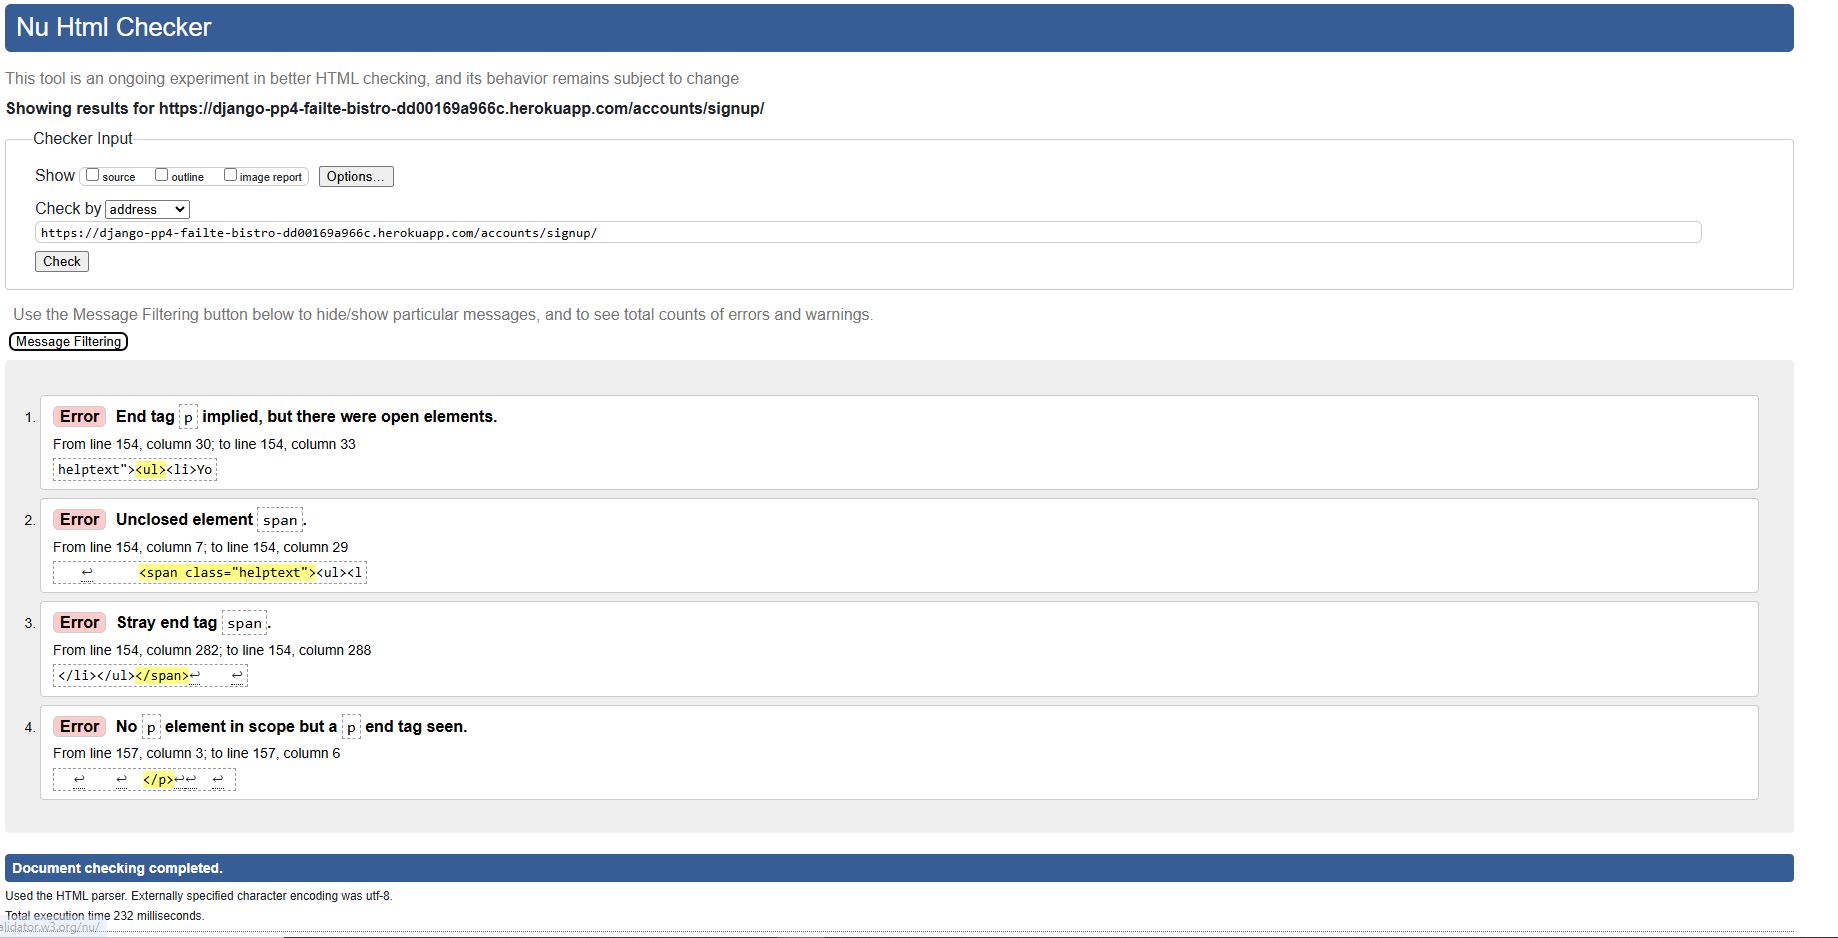 Nu Html Checker
This tool is an ongoing experiment in better HTML checking, and its behavior remains subject to change
Showing results for https://django-pp4-failte-bistro-dd00169a966c.herokuapp.com/accounts/signup/
Checker Input
Show source outline image report Options...
Check by address
https://django-pp4-failte-bistro-dd00169a966c.herokuapp.com/accounts/signup/
Check
Use the Message Filtering button below to hide/show particular messages, and to see total counts of errors and warnings.
Message Filtering
1. Error End tag p implied, but there were open elements.
From line 154, column 30; to line 154, column 33
helptext"><ul><li>Yo
2. Error Unclosed element span.
From line 154, column 7; to line 154, column 29
↩ <span class="helptext"><ul><l
3. Error Stray end tag span.
From line 154, column 282; to line 154, column 288
</li></ul></span>↩ ↩
4. Error No p element in scope but a p end tag seen.
From line 157, column 3; to line 157, column 6
↩ ↩ </p>↩↩ ↩
Document checking completed.
Used the HTML parser. Externally specified character encoding was utf-8.
Total execution time 232 milliseconds.
alidator.w3.org/nu/